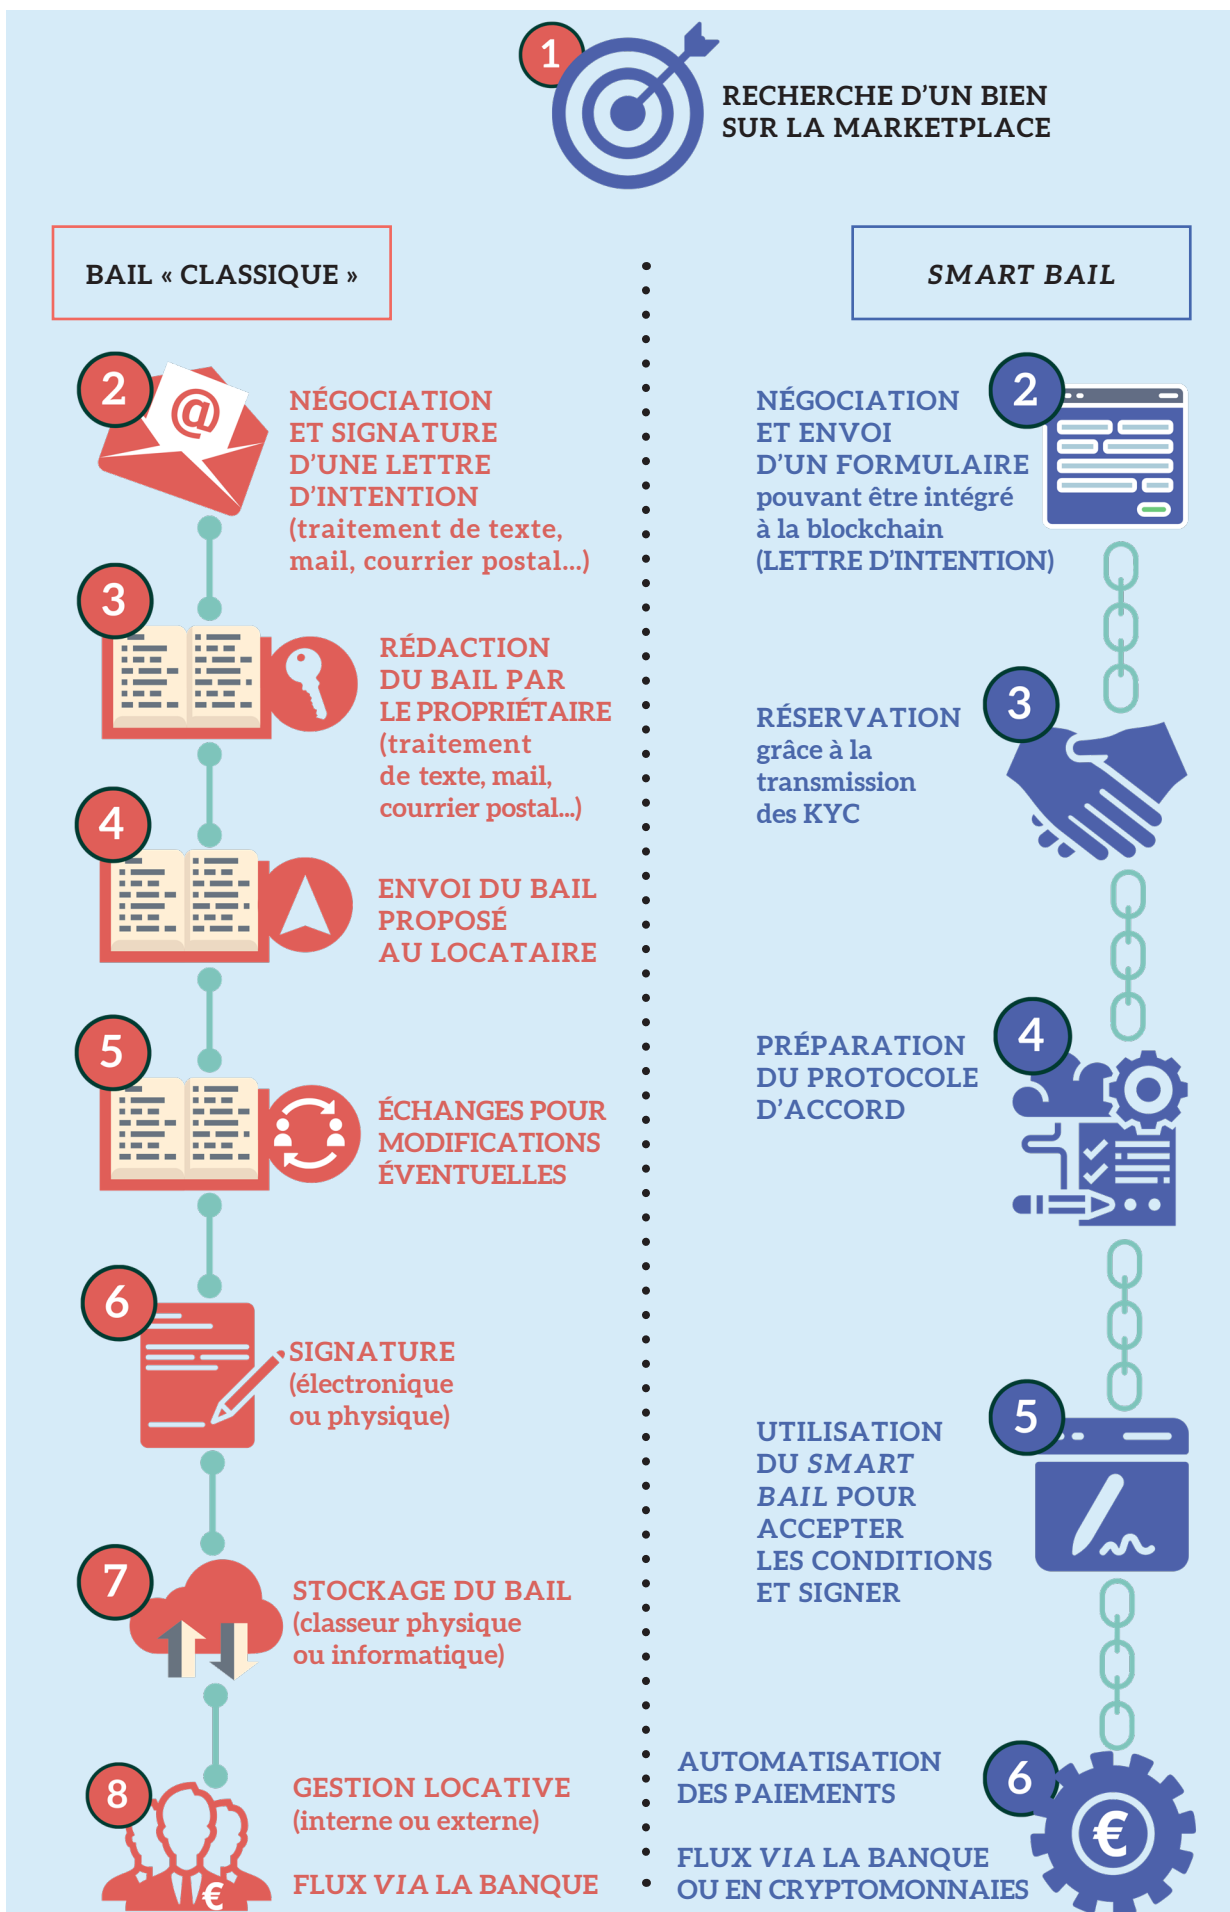 1
RECHERCHE D'UN BIEN
SUR LA MARKETPLACE
BAIL « CLASSIQUE »
2
@
NÉGOCIATION
ET SIGNATURE
D'UNE LETTRE
D'INTENTION
(traitement de texte,
mail, courrier postal...)
3
RÉDACTION
DU BAIL PAR
LE PROPRIÉTAIRE
(traitement
de texte, mail,
courrier postal...)
4
ENVOI DU BAIL
PROPOSÉ
AU LOCATAIRE
5
ÉCHANGES POUR
MODIFICATIONS
ÉVENTUELLES
6
SIGNATURE
(électronique
ou physique)
7
STOCKAGE DU BAIL
(classeur physique
ou informatique)
8
GESTION LOCATIVE
(interne ou externe)
FLUX VIA LA BANQUE
€
SMART BAIL
2
NÉGOCIATION
ET ENVOI
D'UN FORMULAIRE
pouvant être intégré
à la blockchain
(LETTRE D'INTENTION)
3
RÉSERVATION
grâce à la
transmission
des KYC
4
PRÉPARATION
DU PROTOCOLE
D'ACCORD
5
UTILISATION
DU SMART
BAIL POUR
ACCEPTER
LES CONDITIONS
ET SIGNER
6
AUTOMATISATION
DES PAIEMENTS
FLUX VIA LA BANQUE
OU EN CRYPTOMONNAIES
€